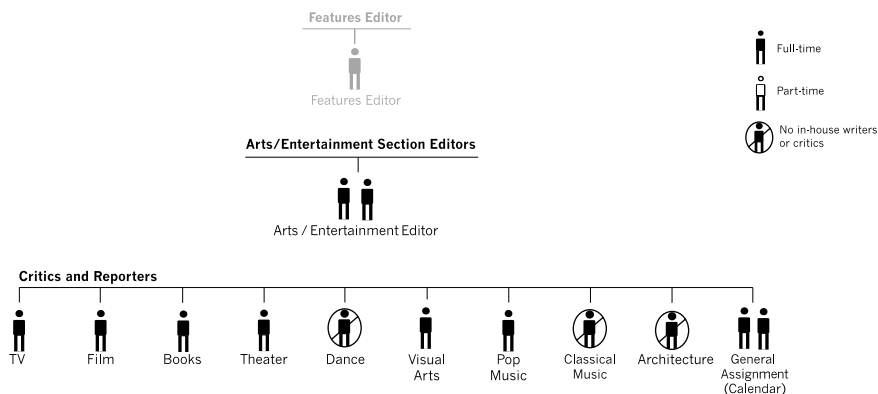 Features Editor
Features Editor
Full-time
Part-time
No in-house writers
or critics
Arts/Entertainment Section Editors
Arts / Entertainment Editor
Critics and Reporters
TV
Film
Books
Theater
Dance
Visual
Arts
Pop
Music
Classical
Music
Architecture
General
Assignment
(Calendar)